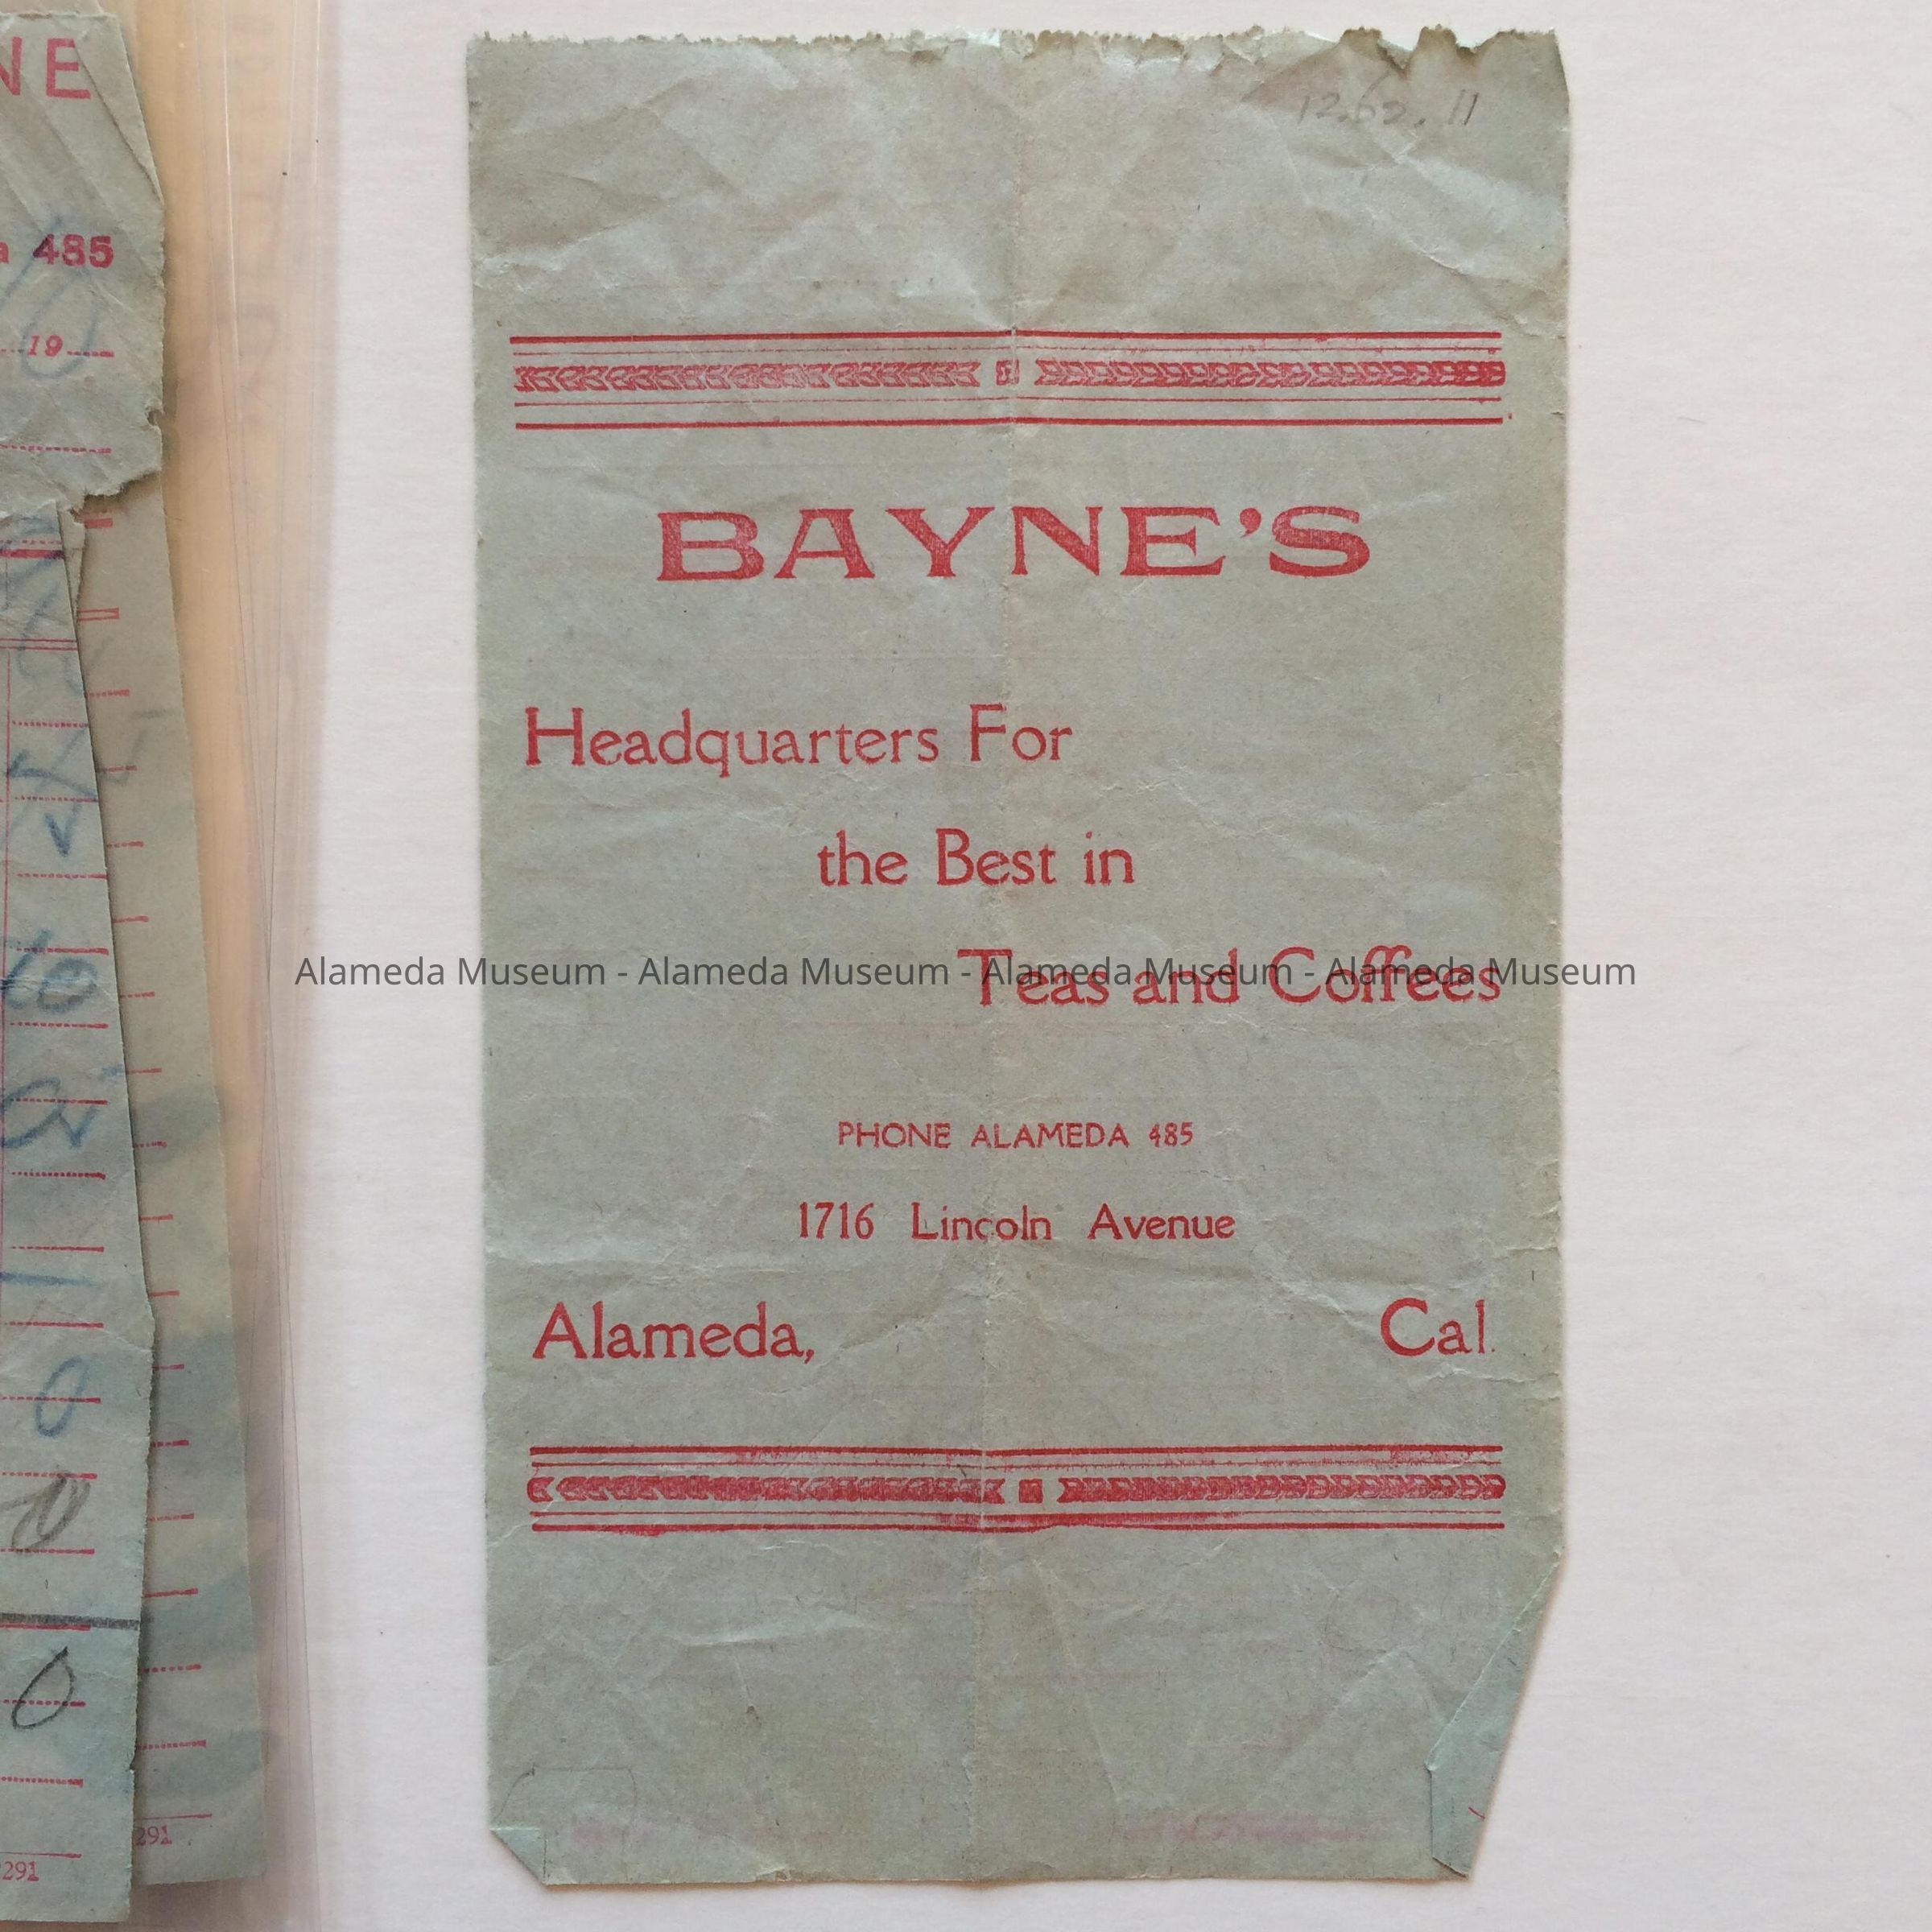 NE
a 485
19
291
291
12.62.11
BAYNE'S
Headquarters For
the Best in
Teas and Coffees
Alameda Museum - Alameda Museum - Alameda Museum - Alameda Museum
PHONE ALAMEDA 485
1716 Lincoln Avenue
Alameda, Cal.